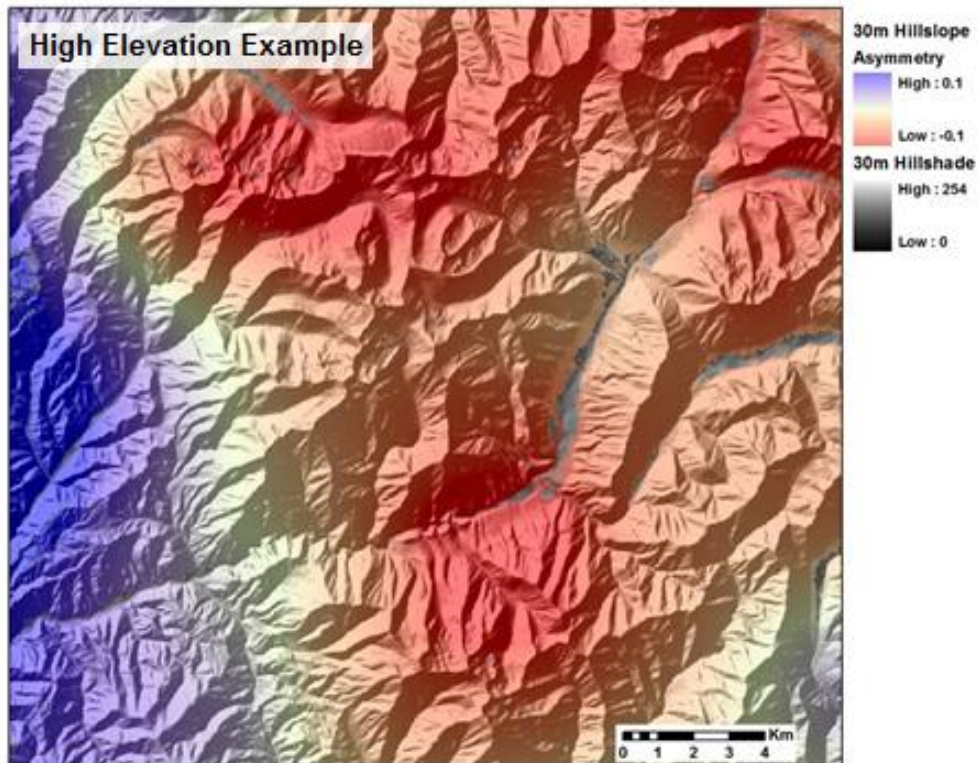 High Elevation Example
30m Hillslope
Asymmetry
High : 0.1
Low : -0.1
30m Hillshade
High : 254
Low : 0
Km
0 1 2 4